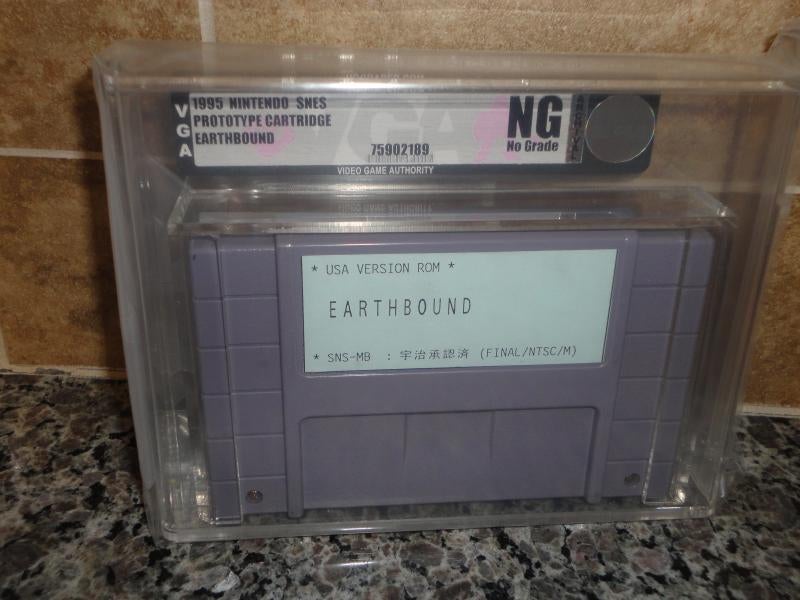 VGA
1995 NINTENDO SNES
PROTOTYPE CARTRIDGE
EARTHBOUND
75902189
VIDEO GAME AUTHORITY
NG
No Grade
ARCHIVAL
* USA VERSION ROM *
EARTHBOUND
* SNS-MB : 宇治承認済 (FINAL/NTSC/M)